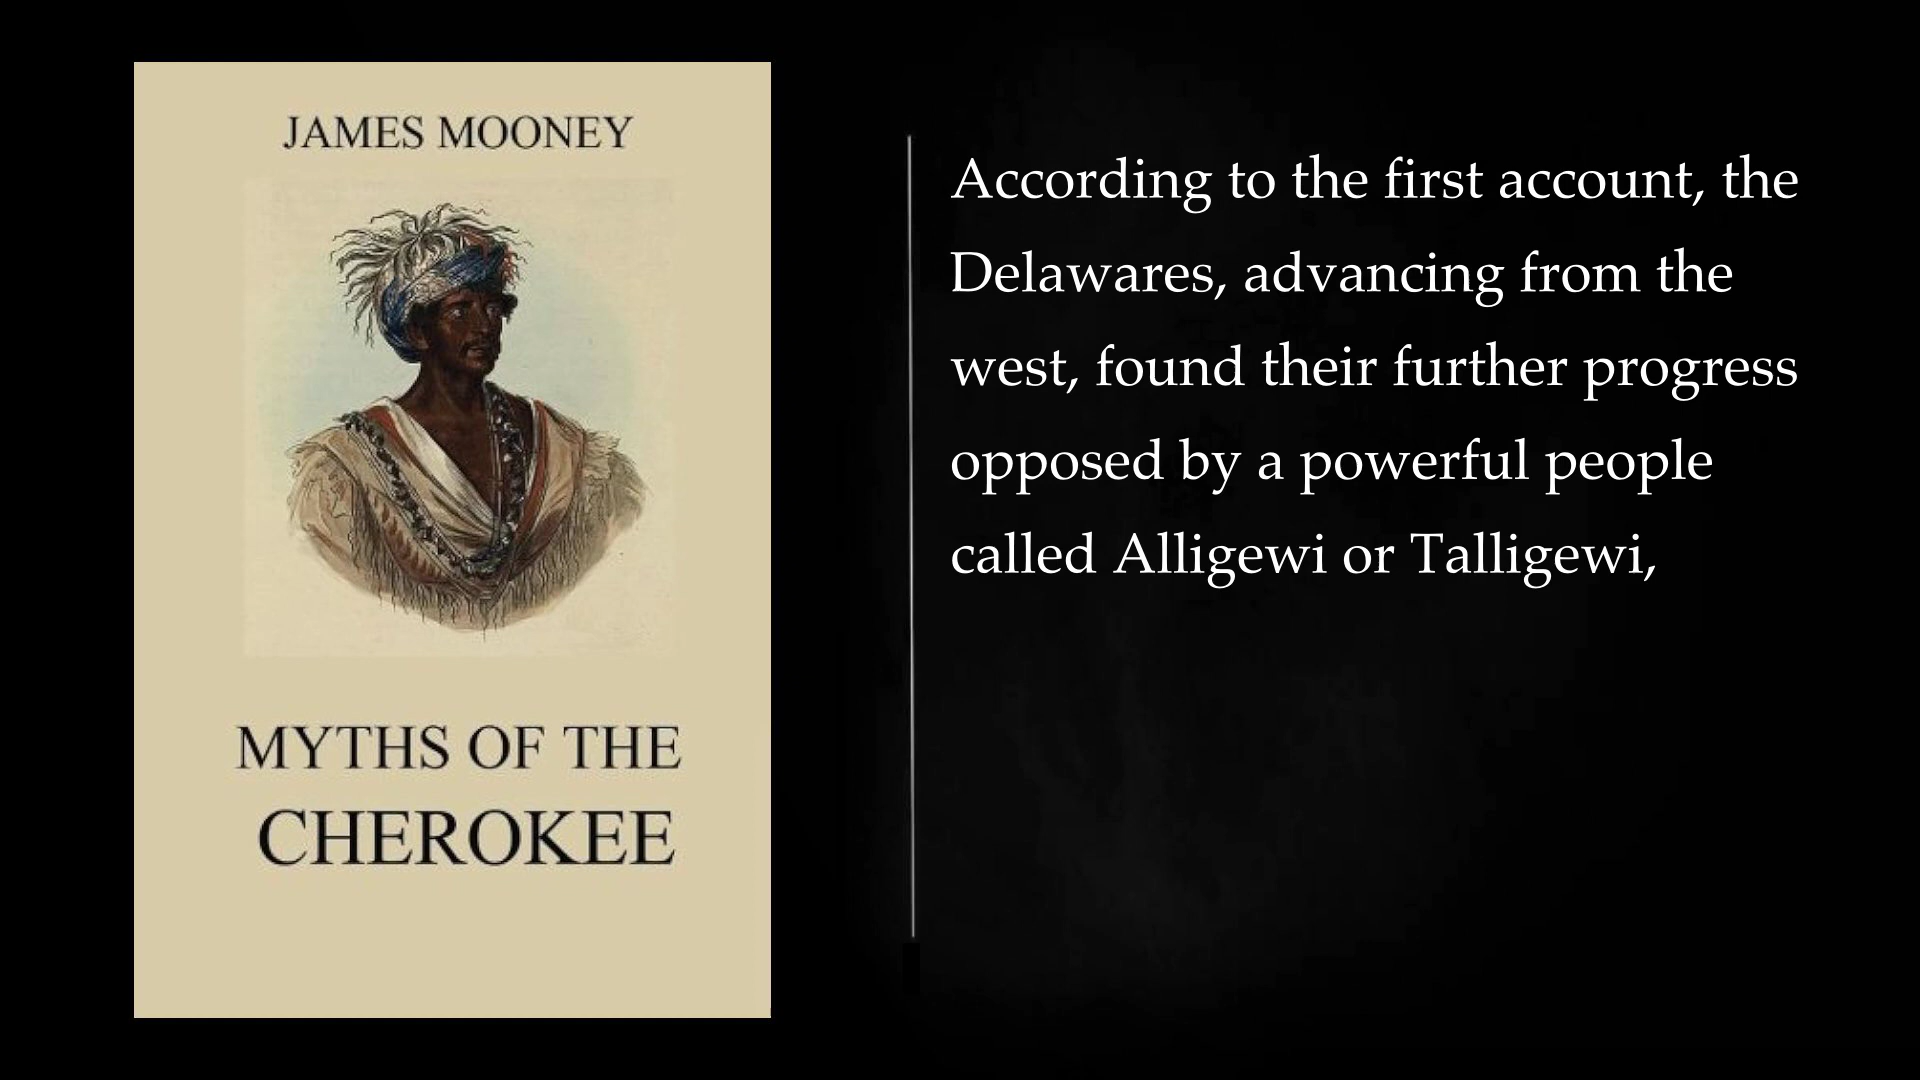 JAMES MOONEY
MYTHS OF THE
CHEROKEE
According to the first account, the
Delawares, advancing from the
west, found their further progress
opposed by a powerful people
called Alligewi or Talligewi,